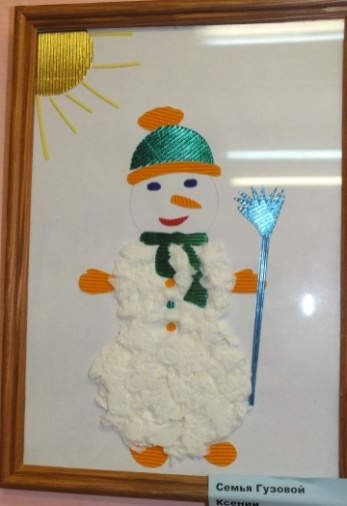 Семья Гузовой
Ксении